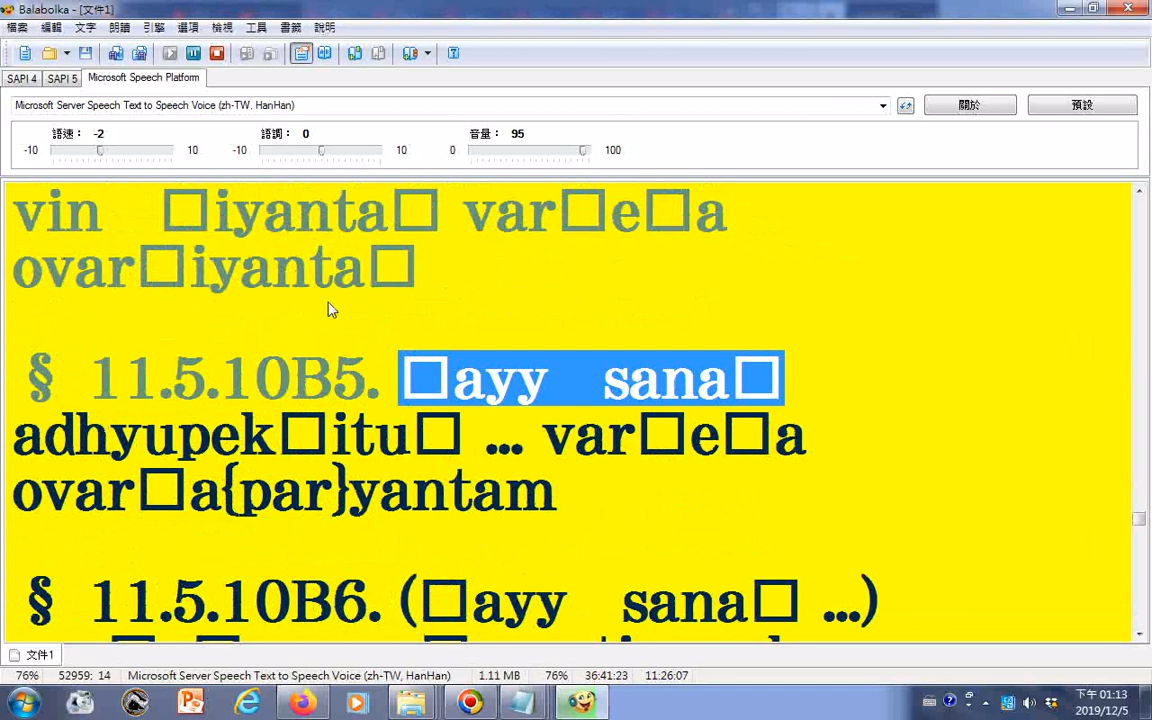 Balabolka - [文件1]
檔案 編輯 文字 朗讀 引擎 選項 檢視 工具 書籤 說明
SAPI 4 SAPI 5 Microsoft Speech Platform
Microsoft Server Speech Text to Speech Voice (zh-TW, HanHan)
關於 預設
語速： -2 語調： 0 音量： 95
-10 10 -10 10 0 100
vin □iyanta□ var□e□a
ovar□iyanta□
§ 11.5.10B5. □ayy sana□
adhyupek□itu□ ... var□e□a
ovar□a{par}yantam
§ 11.5.10B6. (□ayy sana□ ...)
文件1
76% 52959: 14 Microsoft Server Speech Text to Speech Voice (zh-TW, HanHan) 1.11 MB 76% 36:41:23 11:26:07
下午 01:13
2019/12/5